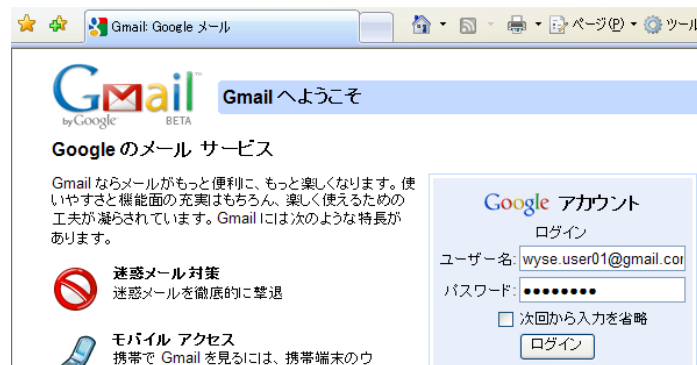 Gmail: Google メール
ページ(P)
ツール
Gmail
by Google
BETA
Gmail へようこそ
Google のメール サービス
Gmail ならメールがもっと便利に、もっと楽しくなります。使
いやすさと機能面の充実はもちろん、楽しく使えるための
工夫が凝らされています。Gmail には次のような特長が
あります。
迷惑メール対策
迷惑メールを徹底的に撃退
モバイル アクセス
携帯で Gmail を見るには、携帯端末のウ
Google アカウント
ログイン
ユーザー名: wyse.user01@gmail.com
パスワード: ●●●●●●●●
次回から入力を省略
ログイン